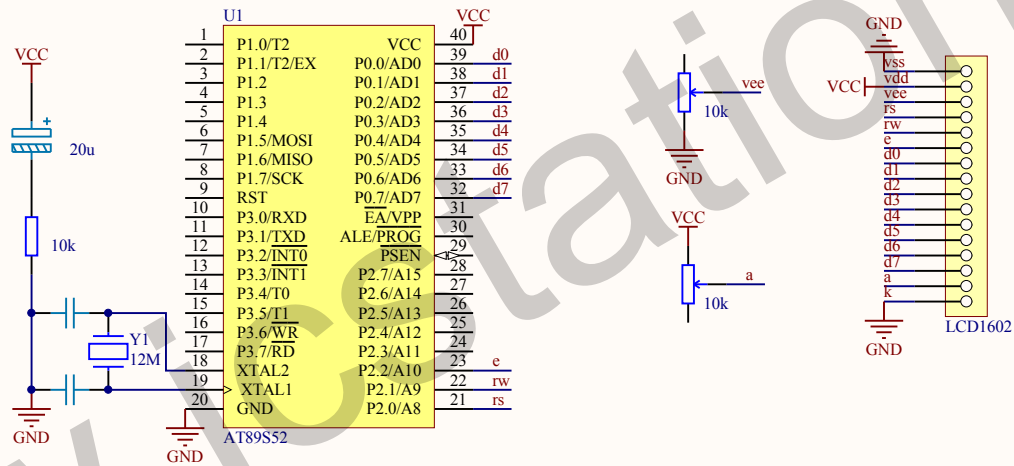 VCC
20u
10k
Y1
12M
GND
U1
1 P1.0/T2
2 P1.1/T2/EX
3 P1.2
4 P1.3
5 P1.4
6 P1.5/MOSI
7 P1.6/MISO
8 P1.7/SCK
9 RST
10 P3.0/RXD
11 P3.1/TXD
12 P3.2/INT0
13 P3.3/INT1
14 P3.4/T0
15 P3.5/T1
16 P3.6/WR
17 P3.7/RD
18 XTAL2
19 XTAL1
20 GND
VCC
VCC 40
P0.0/AD0 39 d0
P0.1/AD1 38 d1
P0.2/AD2 37 d2
P0.3/AD3 36 d3
P0.4/AD4 35 d4
P0.5/AD5 34 d5
P0.6/AD6 33 d6
P0.7/AD7 32 d7
EA/VPP 31
ALE/PROG 30
PSEN 29
P2.7/A15 28
P2.6/A14 27
P2.5/A13 26
P2.4/A12 25
P2.3/A11 24
P2.2/A10 23 e
P2.1/A9 22 rw
P2.0/A8 21 rs
AT89S52
GND
vee
10k
GND
VCC
a
10k
GND
vss
VCC vdd
vee
rs
rw
e
d0
d1
d2
d3
d4
d5
d6
d7
a
k
GND
LCD1602
icstation